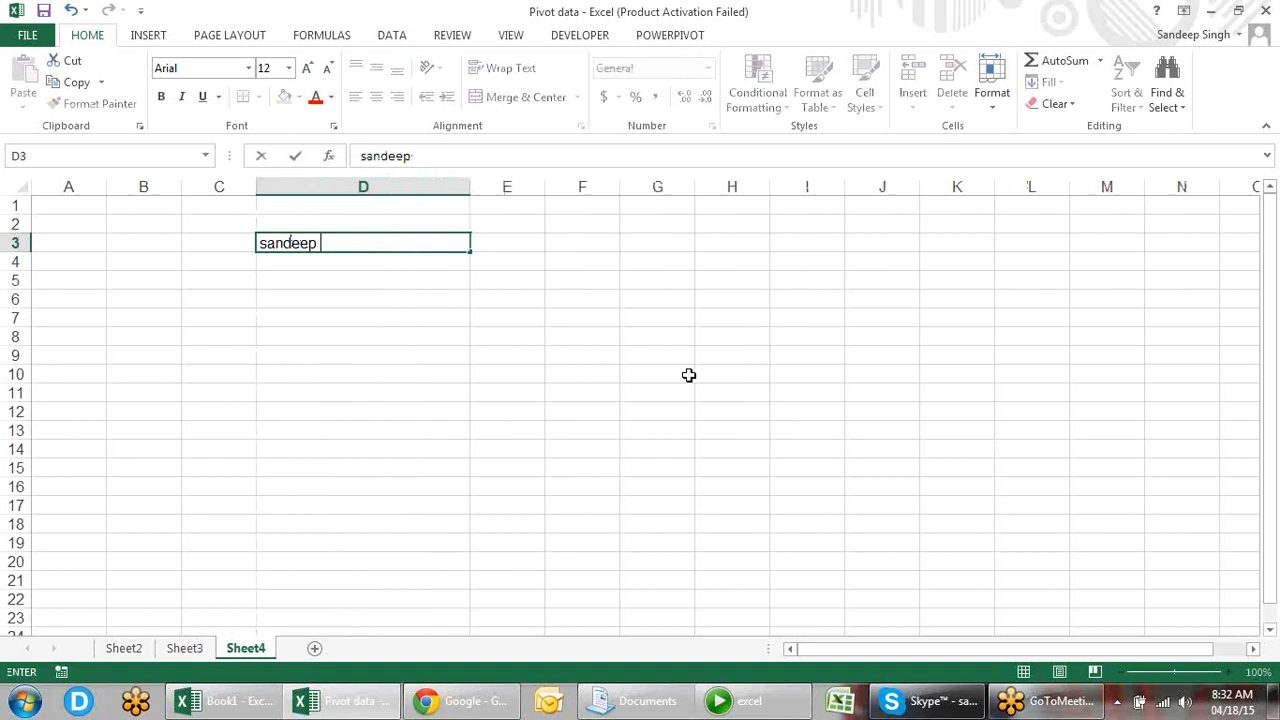 Pivot data - Excel (Product Activation Failed)
FILE HOME INSERT PAGE LAYOUT FORMULAS DATA REVIEW VIEW DEVELOPER POWERPIVOT Sandeep Singh
Cut
Copy
Format Painter
Paste
Clipboard
Arial 12
B I U A
Font
Wrap Text
Merge & Center
Alignment
General
$ % ,
Number
Conditional Formatting
Format as Table
Cell Styles
Styles
Insert Delete Format
Cells
AutoSum
Fill
Clear
Sort & Filter
Find & Select
Editing
D3 fx sandeep
A B C D E F G H I J K L M N
1
2
3 sandeep
4
5
6
7
8
9
10
11
12
13
14
15
16
17
18
19
20
21
22
23
24
Sheet2 Sheet3 Sheet4
ENTER 100%
Book1 - Exc... Pivot data -... Google - G... Documents excel Skype™ - sa... GoToMeeti...
8:32 AM
04/18/15